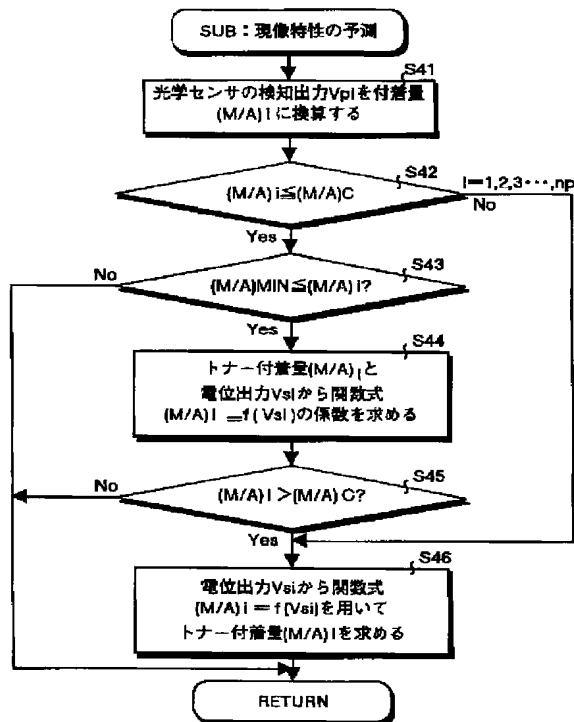 SUB：現像特性の予測
S41
光学センサの検知出力Vpiを付着量
(M/A) i に換算する
S42
(M/A) i≦(M/A)C
i=1,2,3‥‥,np
No
Yes
S43
No
(M/A)MIN≦(M/A) i?
Yes
S44
トナー付着量(M/A) i と
電位出力Vsiから関数式
(M/A) i =f( Vsi )の係数を求める
S45
No
(M/A) i >(M/A) C?
Yes
S46
電位出力Vsiから関数式
(M/A) i = f (Vsi)を用いて
トナー付着量(M/A) i を求める
RETURN